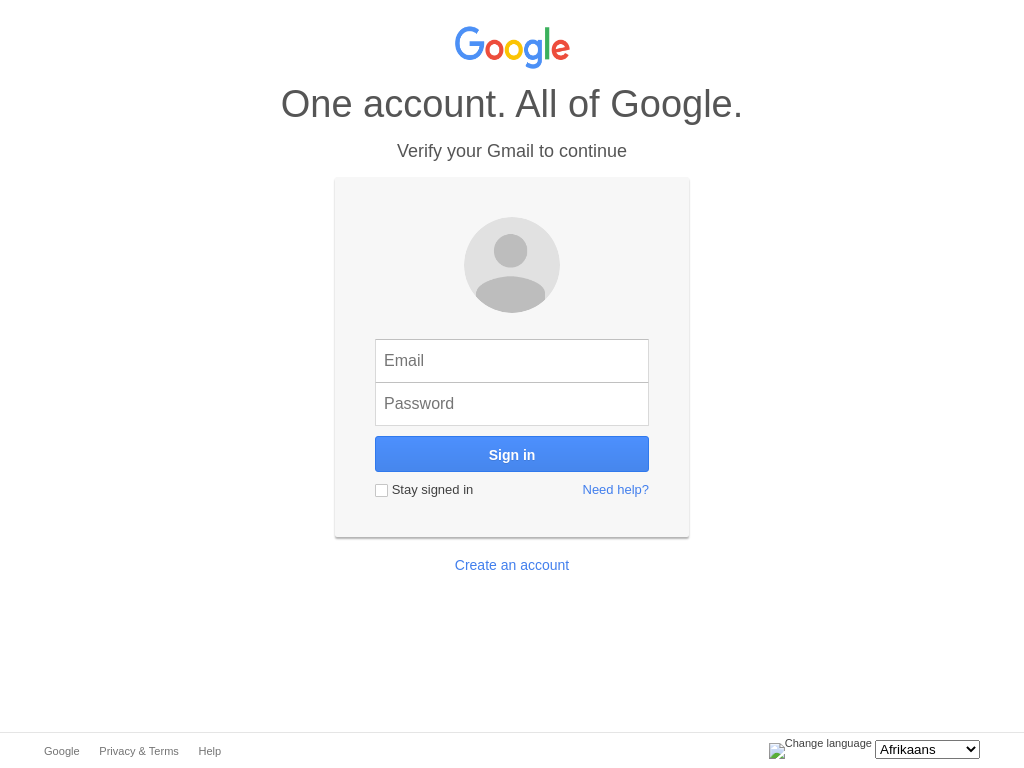 Google
One account. All of Google.
Verify your Gmail to continue
Email
Password
Sign in
Stay signed in Need help?
Create an account
Google Privacy & Terms Help Change language Afrikaans